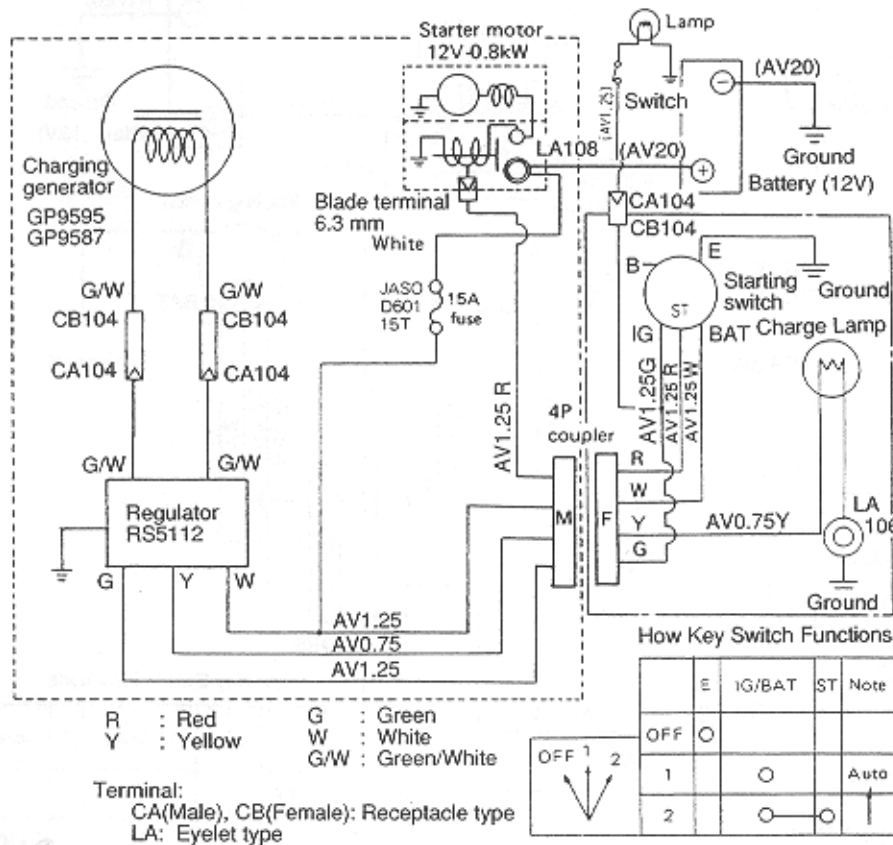 Starter motor
12V-0.8kW
Lamp
Switch
(AV1.25)
(AV20)
Ground
Battery (12V)
LA108
(AV20)
Charging
generator
GP9595
GP9587
Blade terminal
6.3 mm
White
CA104
CB104
B
E
ST
IG
BAT
Starting
switch
Ground
Charge Lamp
JASO
D601
15T
15A
fuse
G/W
G/W
CB104
CB104
CA104
CA104
AV1.25 R
AV1.25G
AV1.25 R
AV1.25 W
4P
coupler
G/W
G/W
Regulator
RS5112
M
F
R
W
Y
G
AV0.75Y
LA
106
Ground
G
Y
W
AV1.25
AV0.75
AV1.25
R : Red
Y : Yellow
G : Green
W : White
G/W : Green/White
Terminal:
CA(Male), CB(Female): Receptacle type
LA: Eyelet type
OFF 1 2
How Key Switch Functions
E IG/BAT ST Note
OFF
1 Auto
2